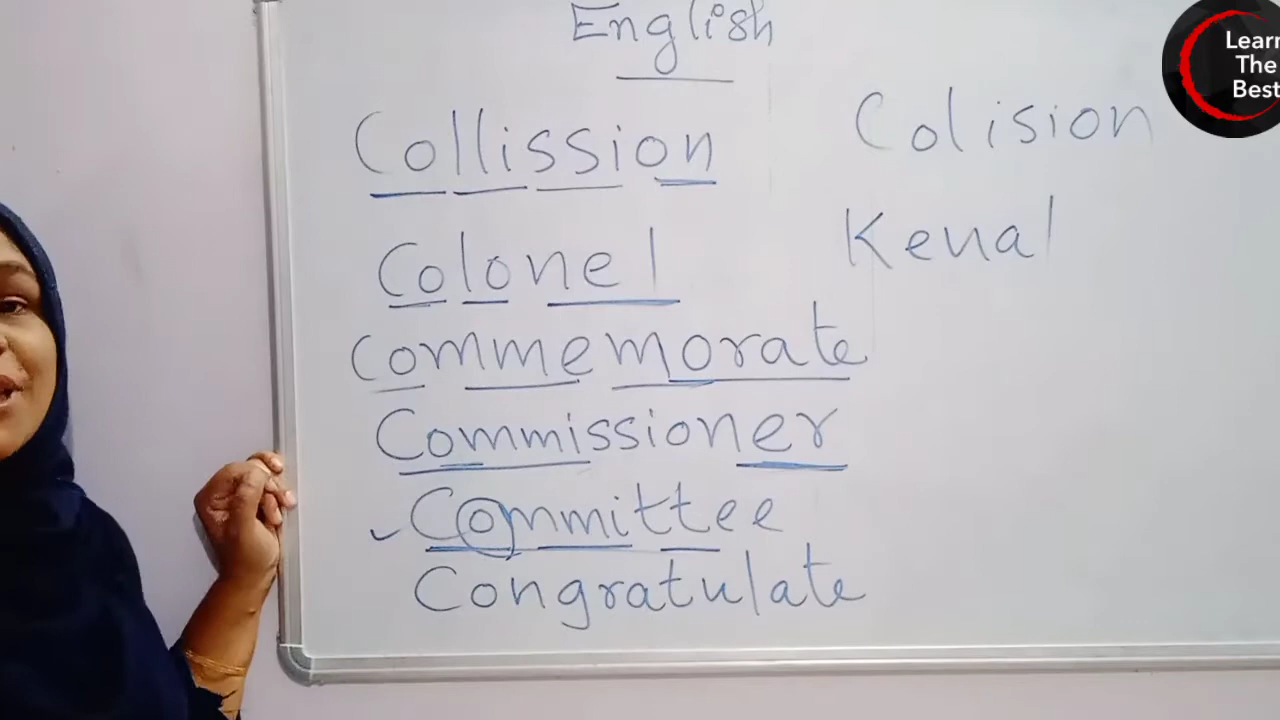 English
Learn
The
Best
Collission Colision
Colonel Kenal
Commemorate
Commissioner
Committee
Congratulate